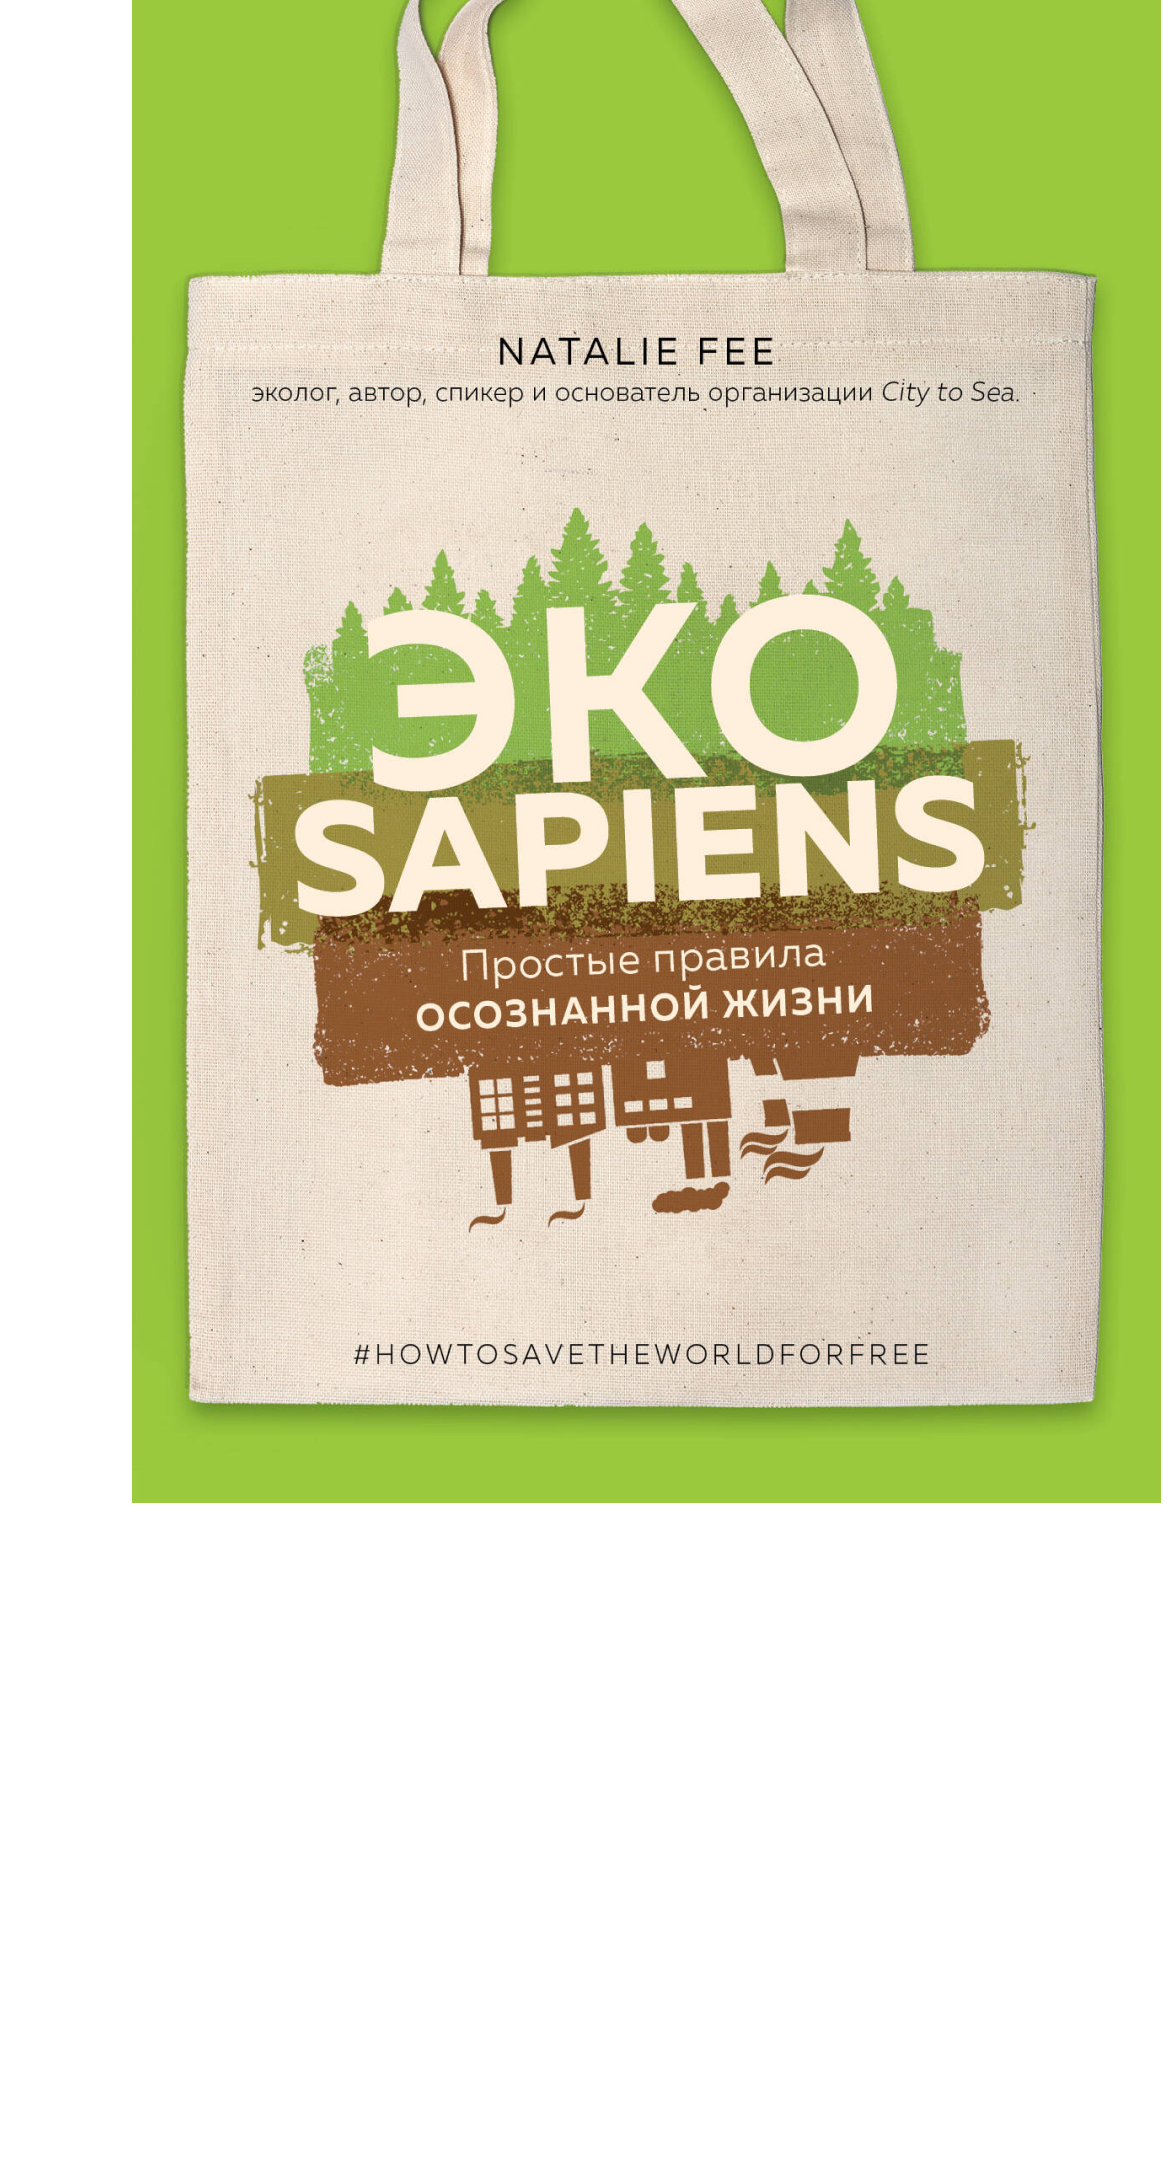 NATALIE FEE
эколог, автор, спикер и основатель организации City to Sea.
ЭКО
SAPIENS
Простые правила
ОСОЗНАННОЙ ЖИЗНИ
#HOWTOSAVETHEWORLDFORFREE